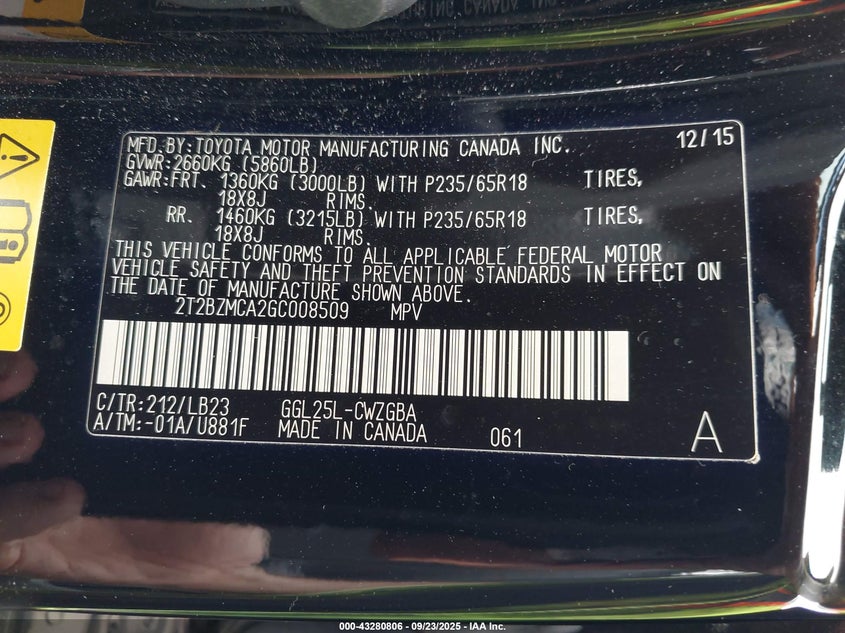 MFD.BY:TOYOTA MOTOR MANUFACTURING CANADA INC. 12/15
GVWR:2660KG (5860LB)
GAWR:FRT. 1360KG (3000LB) WITH P235/65R18 TIRES,
18X8J RIMS.
RR. 1460KG (3215LB) WITH P235/65R18 TIRES,
18X8J RIMS.
THIS VEHICLE CONFORMS TO ALL APPLICABLE FEDERAL MOTOR
VEHICLE SAFETY AND THEFT PREVENTION STANDARDS IN EFFECT ON
THE DATE OF MANUFACTURE SHOWN ABOVE.
2T2BZMCA2GC008509 MPV
C/TR:212/LB23 GGL25L-CWZGBA
A/TM:-01A/U881F MADE IN CANADA 061 A
000-43280806 - 09/23/2025 - IAA Inc.